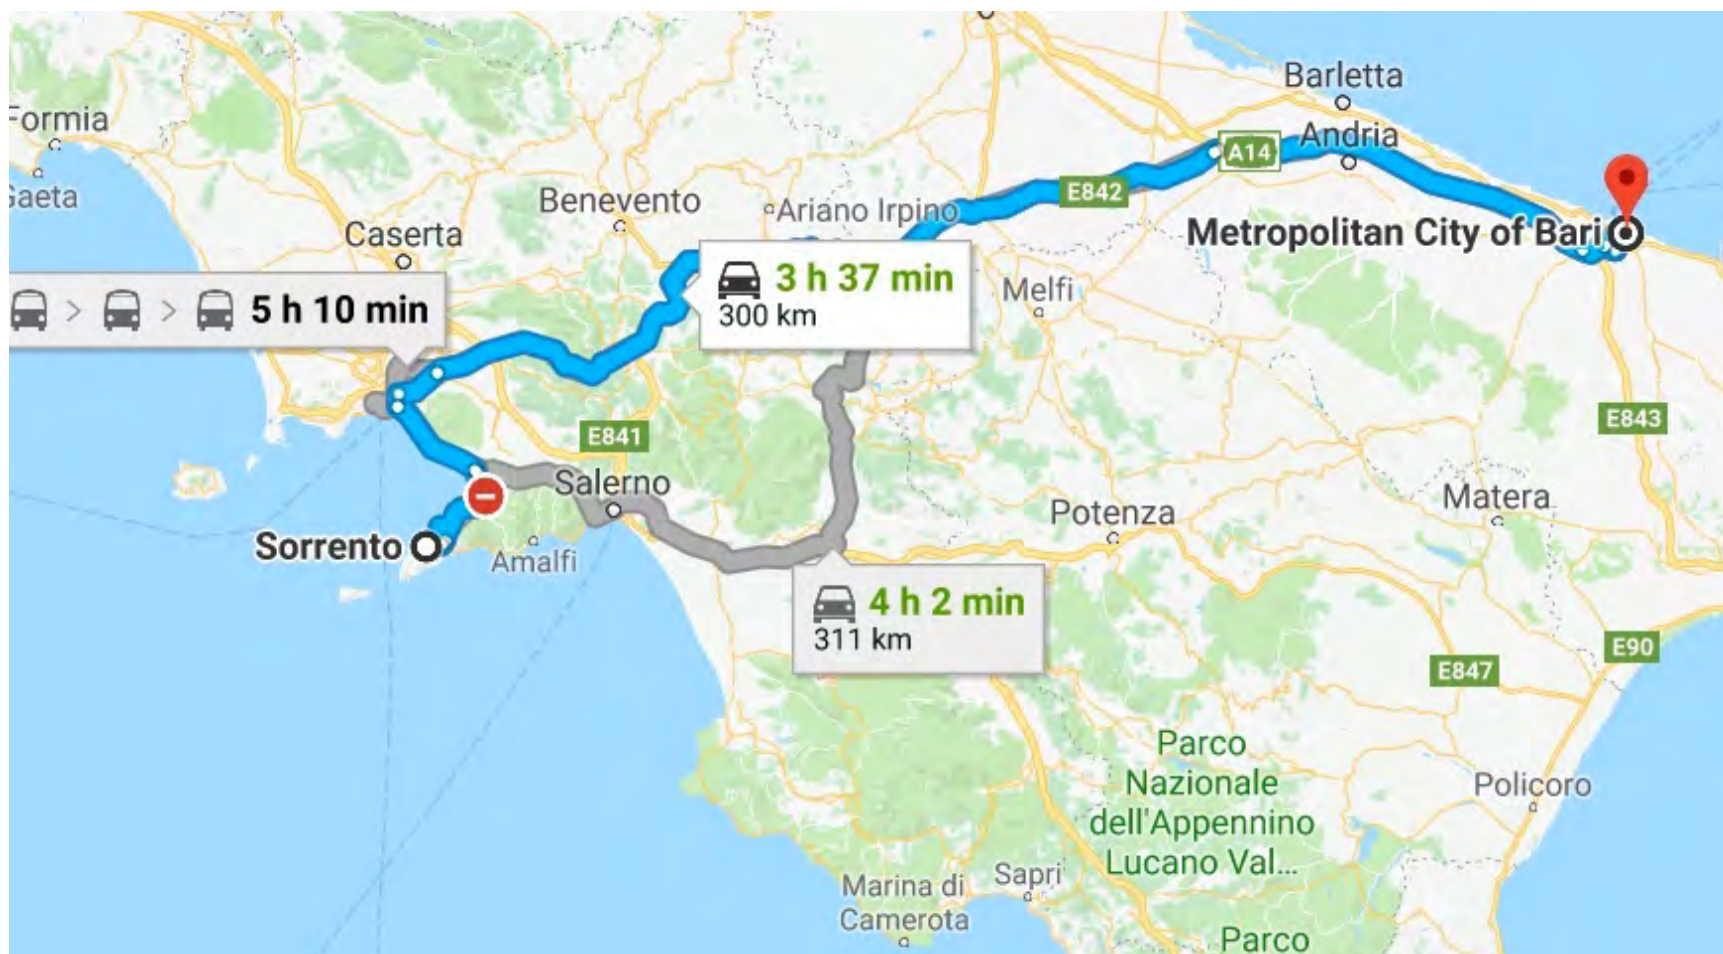 Barletta
Formia
Andria
A14
E842
Gaeta
Benevento
Ariano Irpino
Caserta
Metropolitan City of Bari
3 h 37 min
300 km
Melfi
> > 5 h 10 min
E843
E841
Salerno
Matera
Potenza
Sorrento
Amalfi
4 h 2 min
311 km
E90
E847
Parco
Nazionale
dell'Appennino
Lucano Val...
Policoro
Sapri
Marina di
Camerota
Parco